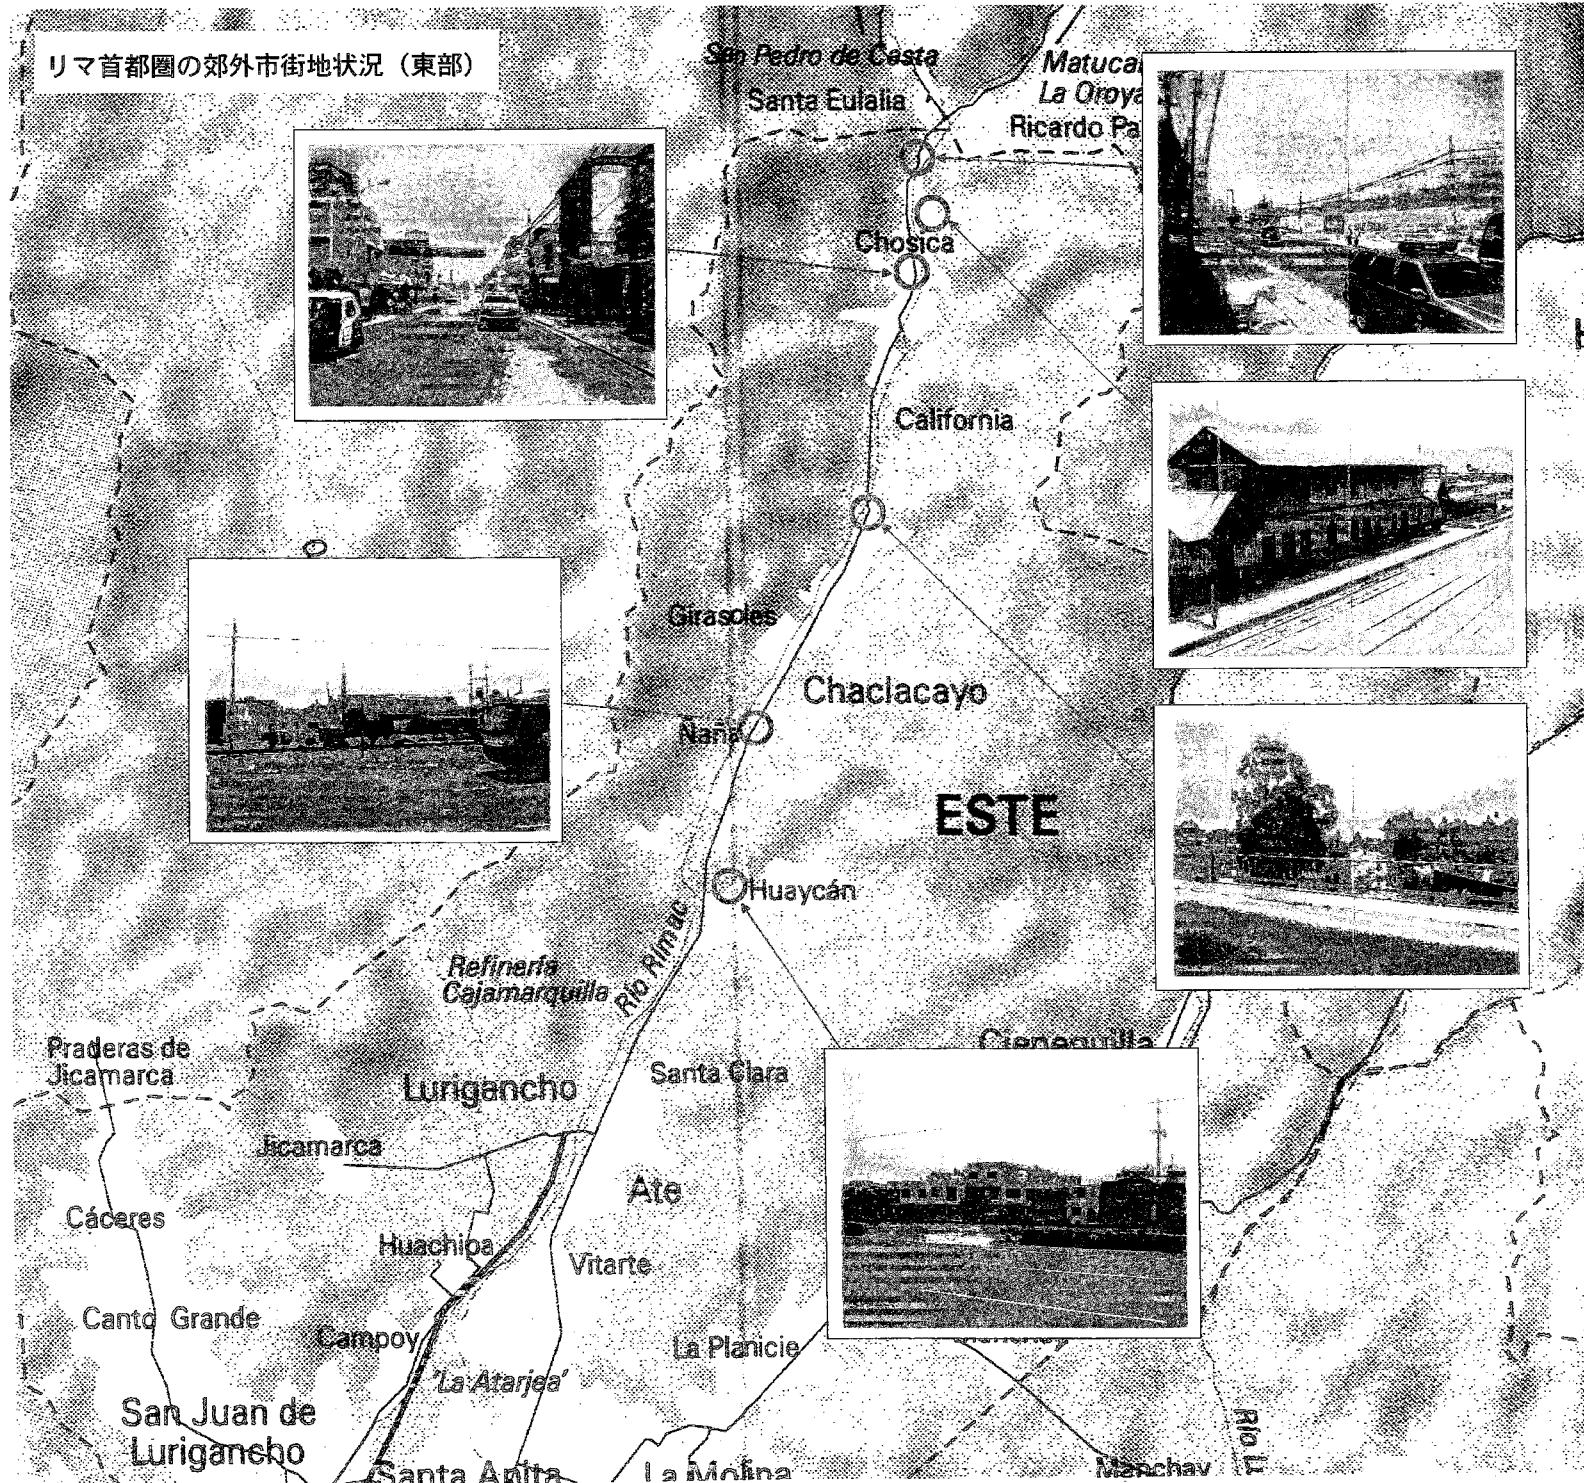 リマ首都圏の郊外市街地状況（東部）
San Pedro de Casta
Santa Eulalia
La Oroya
Chosica
California
Girasoles
Chaclacayo
Ñaña
ESTE
Huaycán
Río Rímac
Refinería
Cajamarquilla
Cieneguilla
Praderas de
Jicamarca
Lurigancho
Santa Clara
Jicamarca
Ate
Cáceres
Huachipa
Vitarte
Canto Grande
Campoy
La Planicie
'La Atarjea'
San Juan de
Lurigancho
Santa Anita
La Molina
Manchay